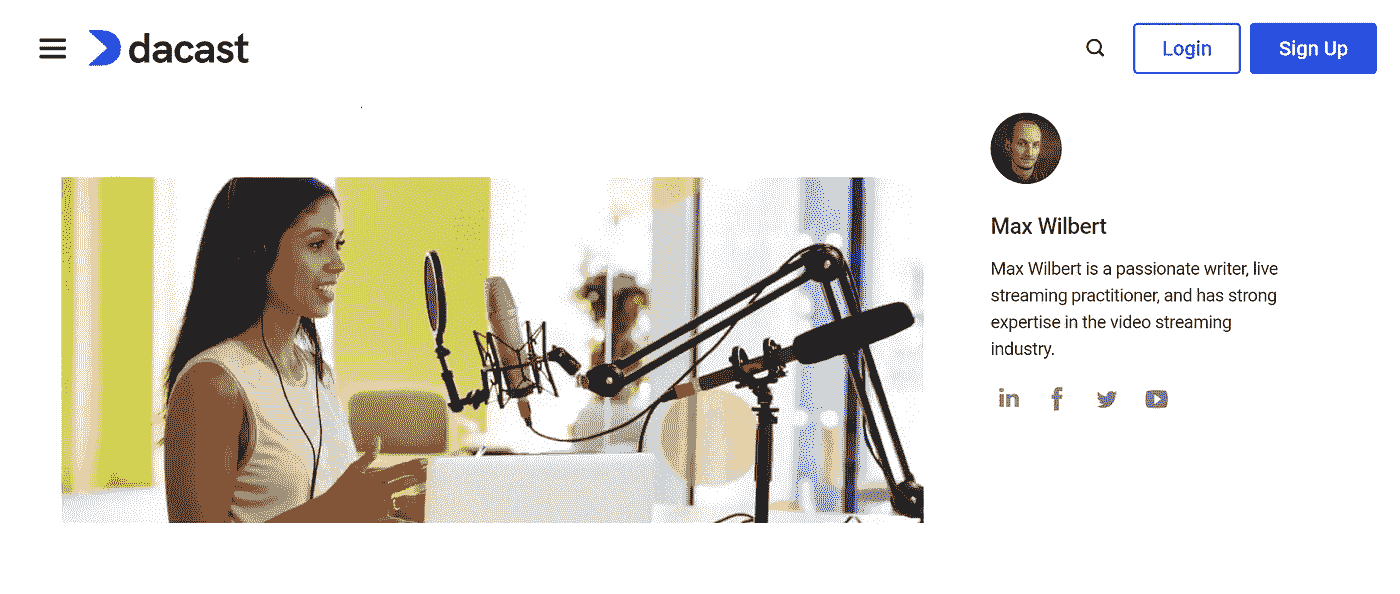 dacast
Login
Sign Up
Max Wilbert
Max Wilbert is a passionate writer, live
streaming practitioner, and has strong
expertise in the video streaming
industry.